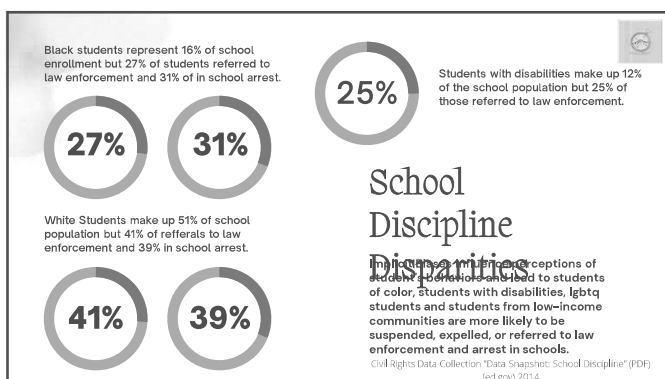 Black students represent 16% of school
enrollment but 27% of students referred to
law enforcement and 31% of in school arrest.
27%
31%
White Students make up 51% of school
population but 41% of refferals to law
enforcement and 39% in school arrest.
41%
39%
25%
Students with disabilities make up 12%
of the school population but 25% of
those referred to law enforcement.
School
Discipline
Disparities
Implicit biases influence perceptions of
student's behaviors and lead to students
of color, students with disabilities, lgbtq
students and students from low-income
communities are more likely to be
suspended, expelled, or referred to law
enforcement and arrest in schools.
Civil Rights Data Collection "Data Snapshot: School Discipline" (PDF)
(ed.gov) 2014